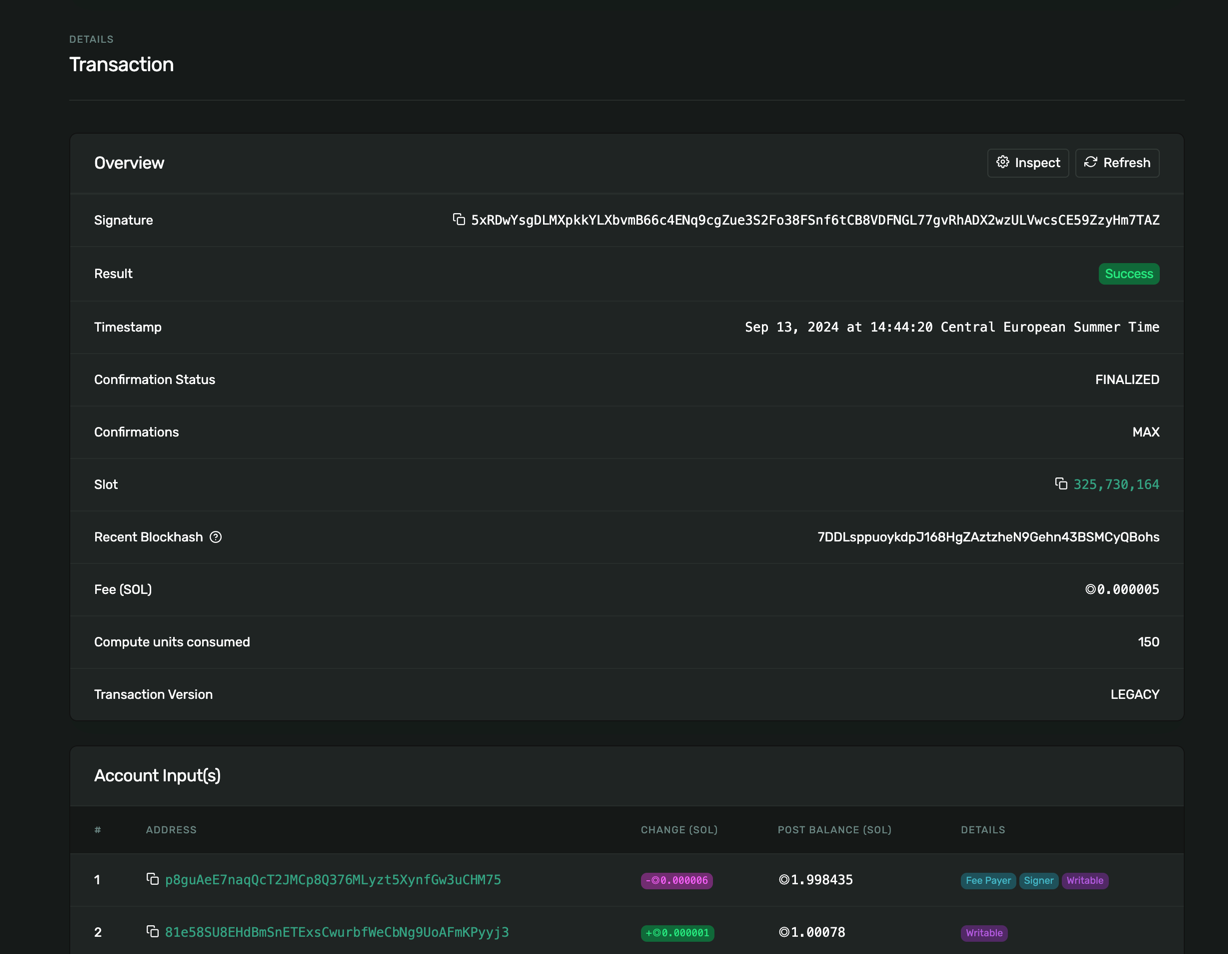 DETAILS
Transaction
Overview
Inspect
Refresh
Signature 5xRDwYsgDLMXpkkYLXbvmB66c4ENq9cgZue3S2Fo38FSnf6tCB8VDFNGL77gvRhADX2wzULVwcsCE59ZzyHm7TAZ
Result Success
Timestamp Sep 13, 2024 at 14:44:20 Central European Summer Time
Confirmation Status FINALIZED
Confirmations MAX
Slot 325,730,164
Recent Blockhash 7DDLsppuoykdpJ168HgZAztzheN9Gehn43BSMCyQBohs
Fee (SOL) ◎0.000005
Compute units consumed 150
Transaction Version LEGACY
Account Input(s)
# ADDRESS CHANGE (SOL) POST BALANCE (SOL) DETAILS
1 p8guAeE7naqQcT2JMCp8Q376MLyzt5XynfGw3uCHM75 -◎0.000006 ◎1.998435 Fee Payer Signer Writable
2 81e58SU8EHdBmSnETExsCwurbfWeCbNg9UoAFmKPyyj3 +◎0.000001 ◎1.00078 Writable